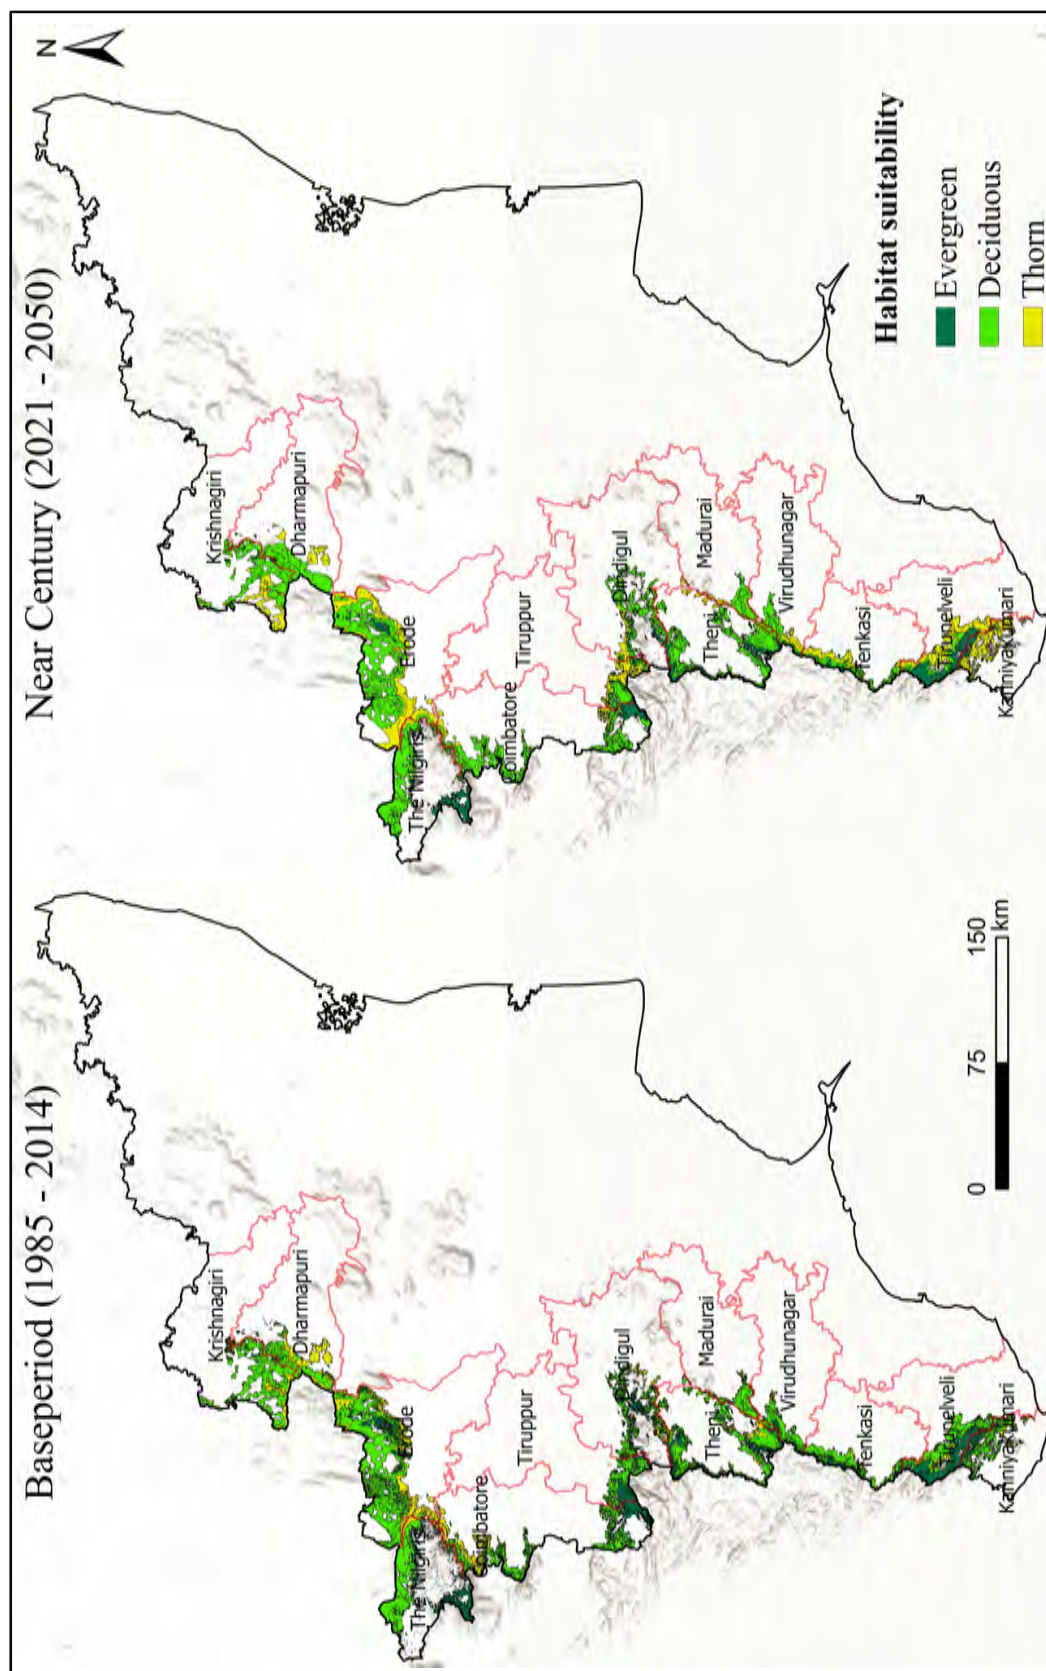 N
Baseperiod (1985 - 2014)
Krishnagiri
Dharmapuri
Erode
The Nilgiris
Coimbatore
Tiruppur
Dindigul
Theni
Madurai
Virudhunagar
Tenkasi
Tirunelveli
Kanniyakumari
0 75 150
km
Near Century (2021 - 2050)
Krishnagiri
Dharmapuri
Erode
The Nilgiris
Coimbatore
Tiruppur
Dindigul
Theni
Madurai
Virudhunagar
Tenkasi
Tirunelveli
Kanniyakumari
Habitat suitability
Evergreen
Deciduous
Thorn